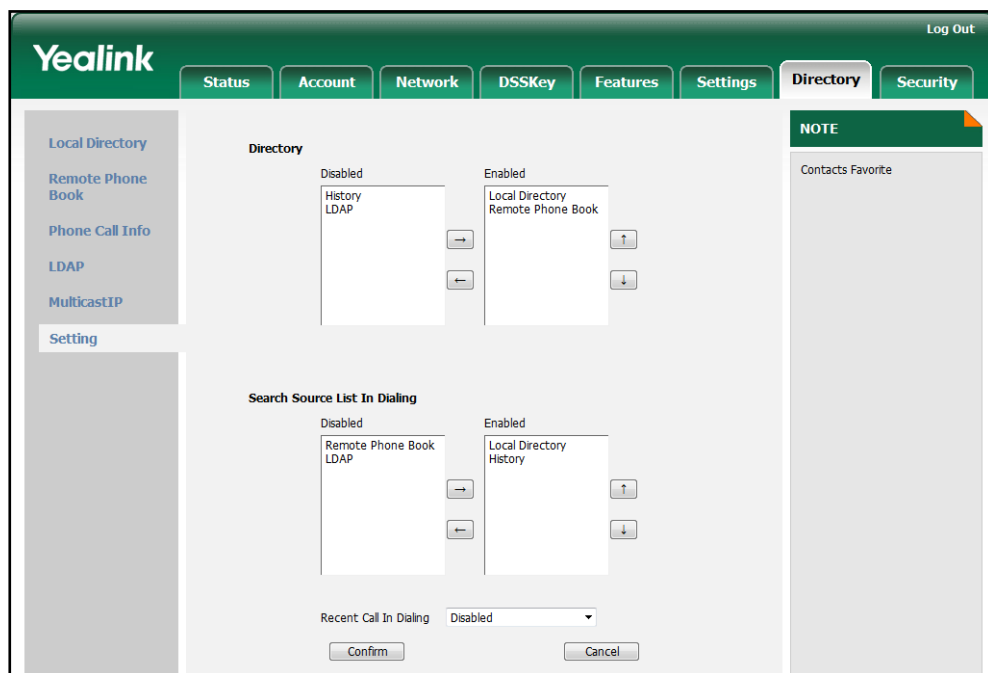 Log Out
Yealink
Status
Account
Network
DSSKey
Features
Settings
Directory
Security
Local Directory
Remote Phone
Book
Phone Call Info
LDAP
MulticastIP
Setting
Directory
Disabled
Enabled
History
LDAP
→
←
Local Directory
Remote Phone Book
↑
↓
Search Source List In Dialing
Disabled
Enabled
Remote Phone Book
LDAP
→
←
Local Directory
History
↑
↓
Recent Call In Dialing
Disabled
Confirm
Cancel
NOTE
Contacts Favorite